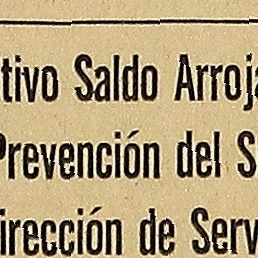 tivo Saldo Arroja
Prevención del S
irección de Serv